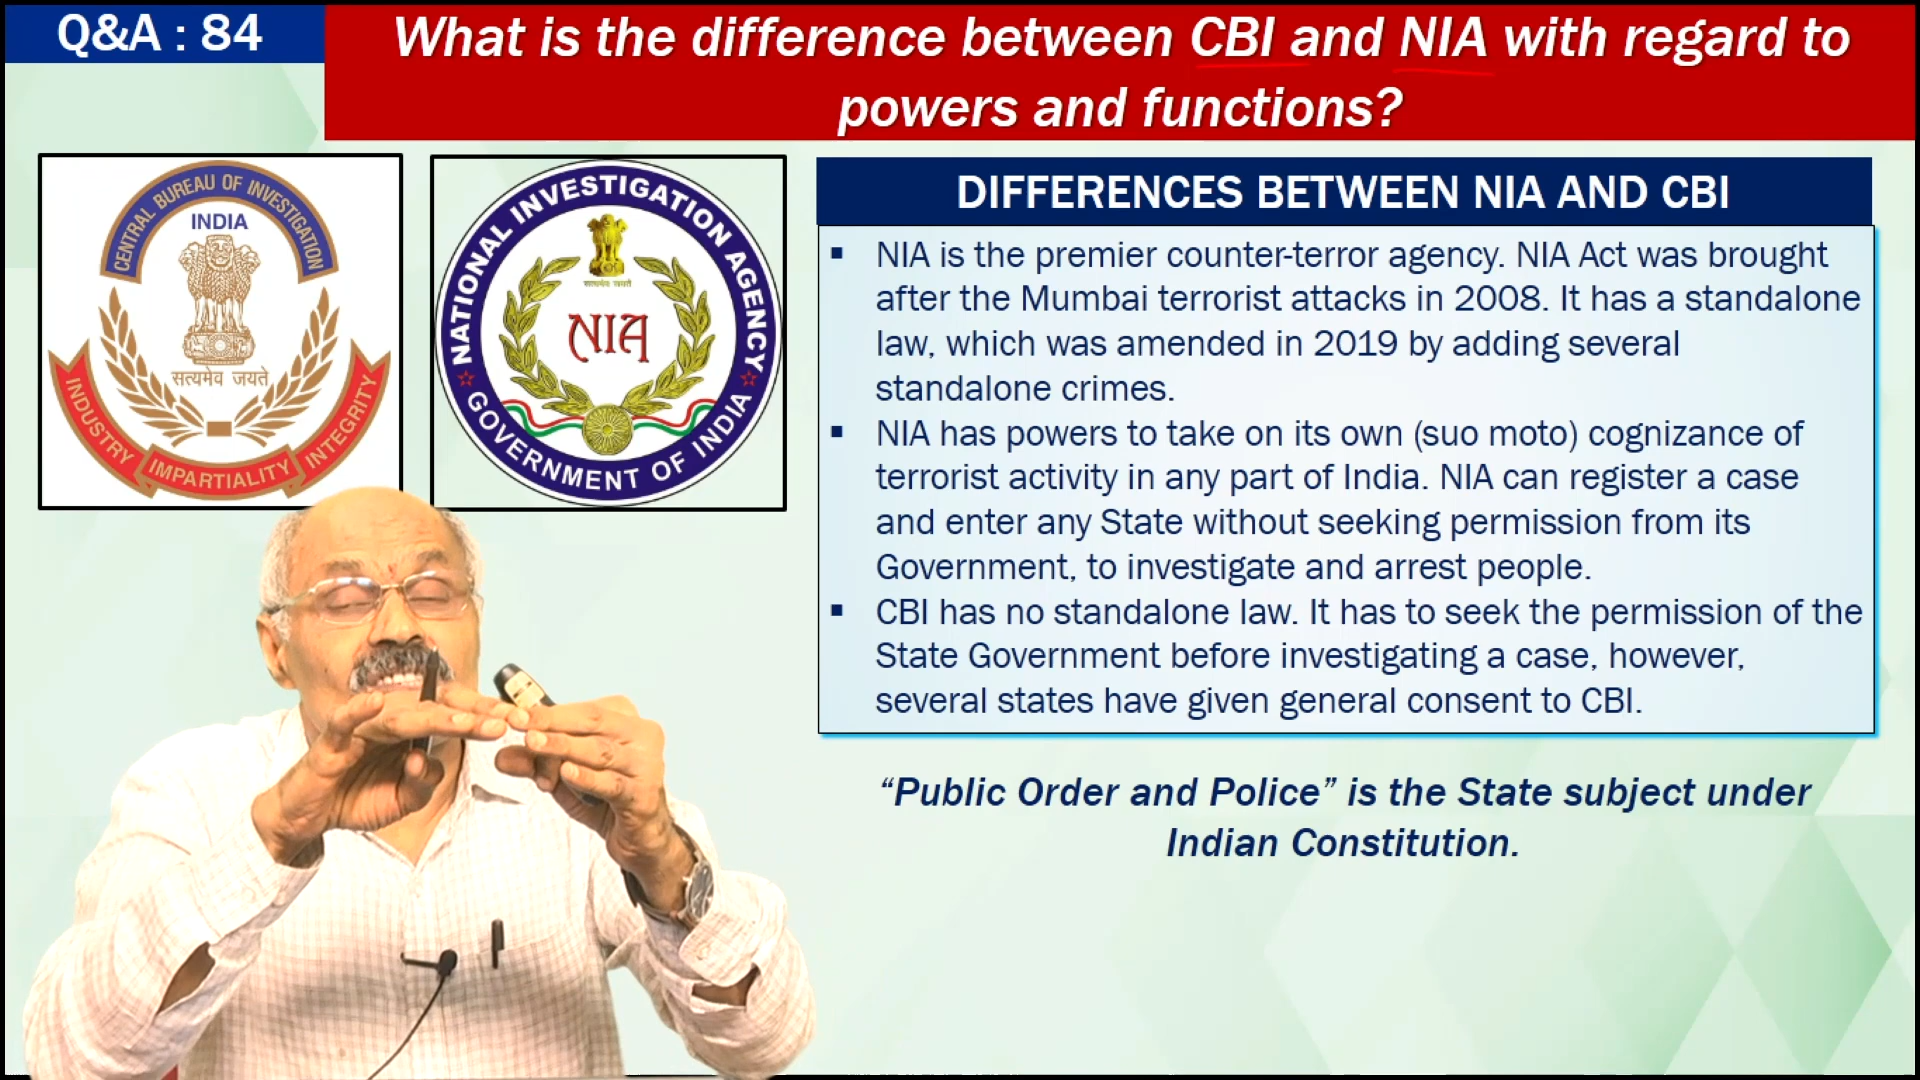 Q&A : 84
What is the difference between CBI and NIA with regard to
powers and functions?
CENTRAL BUREAU OF INVESTIGATION
INDIA
सत्यमेव जयते
INDUSTRY
IMPARTIALITY
INTEGRITY
NATIONAL INVESTIGATION AGENCY
सत्यमेव जयते
NIA
GOVERNMENT OF INDIA
DIFFERENCES BETWEEN NIA AND CBI
▪ NIA is the premier counter-terror agency. NIA Act was brought
after the Mumbai terrorist attacks in 2008. It has a standalone
law, which was amended in 2019 by adding several
standalone crimes.
▪ NIA has powers to take on its own (suo moto) cognizance of
terrorist activity in any part of India. NIA can register a case
and enter any State without seeking permission from its
Government, to investigate and arrest people.
▪ CBI has no standalone law. It has to seek the permission of the
State Government before investigating a case, however,
several states have given general consent to CBI.
“Public Order and Police” is the State subject under
Indian Constitution.